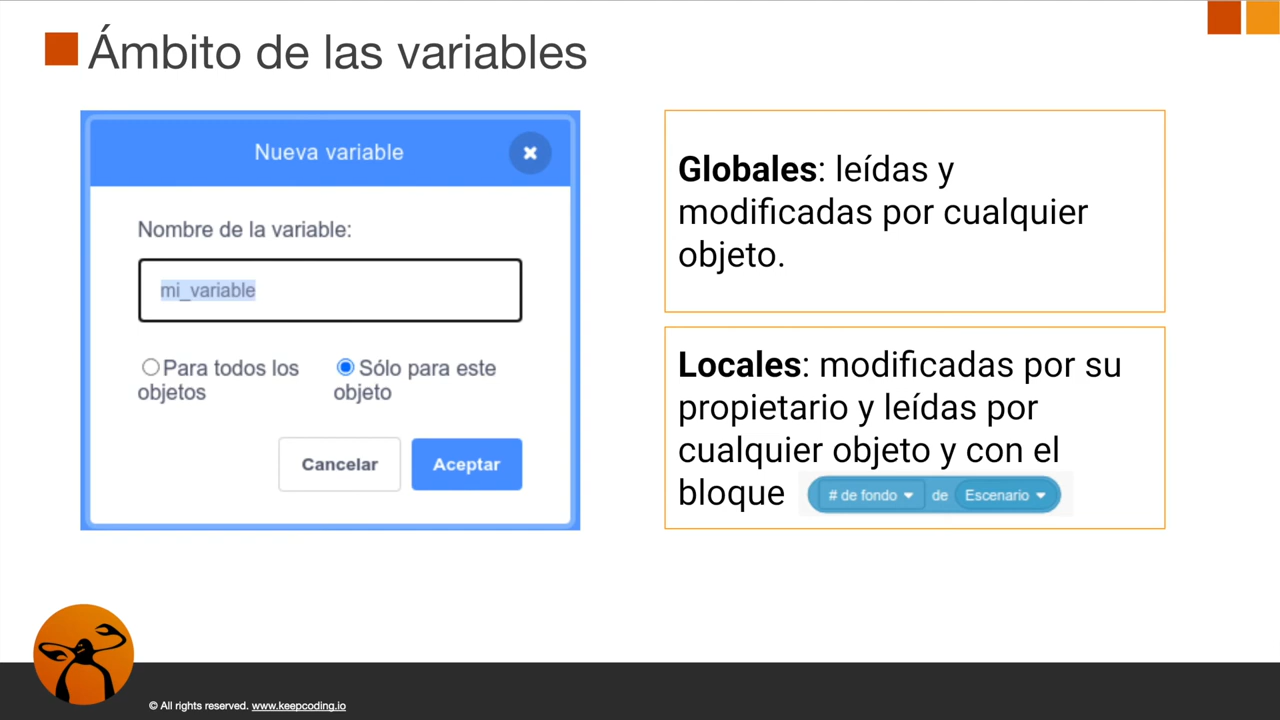 Ámbito de las variables
Nueva variable
Nombre de la variable:
mi_variable
Para todos los objetos
Sólo para este objeto
Cancelar
Aceptar
Globales: leídas y
modificadas por cualquier
objeto.
Locales: modificadas por su
propietario y leídas por
cualquier objeto y con el
bloque # de fondo de Escenario
© All rights reserved. www.keepcoding.io